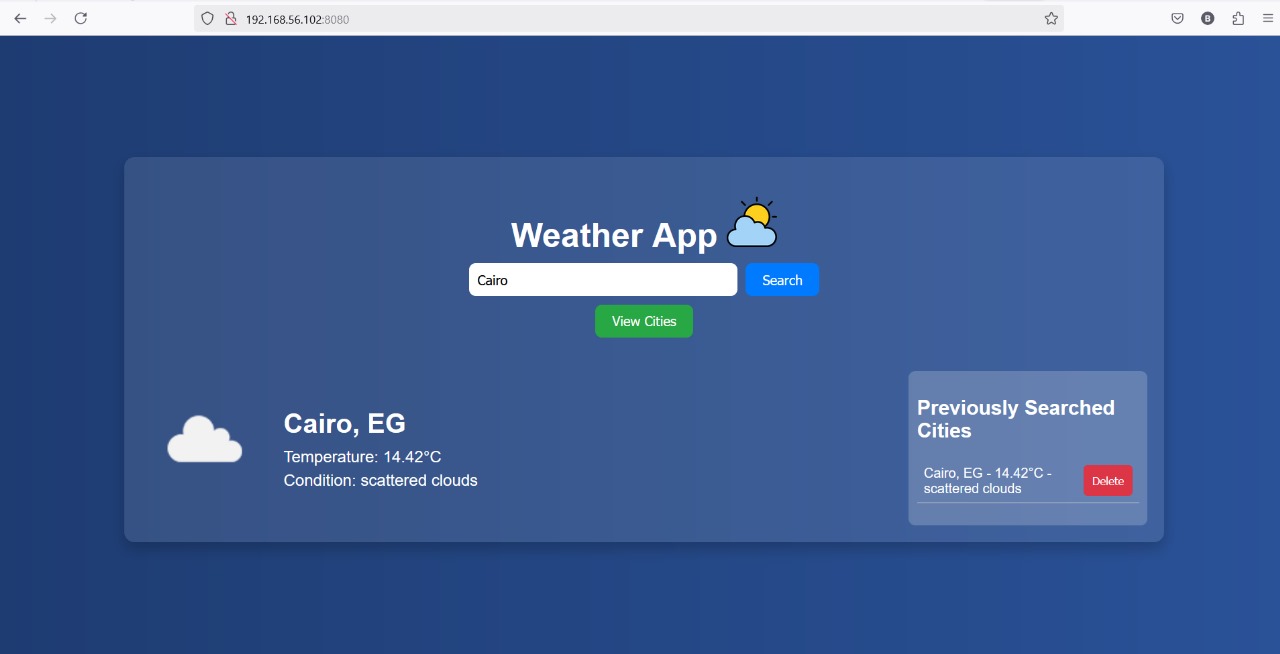 192.168.56.102:8080
B
Weather App
Cairo
Search
View Cities
Cairo, EG
Temperature: 14.42°C
Condition: scattered clouds
Previously Searched
Cities
Cairo, EG - 14.42°C -
scattered clouds
Delete